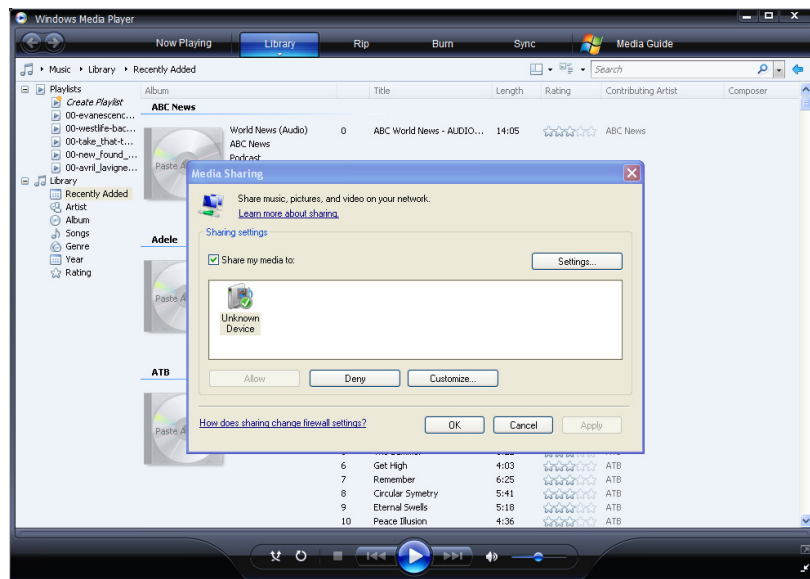 Windows Media Player
Now Playing Library Rip Burn Sync Media Guide
Music Library Recently Added Search
Playlists
Create Playlist
00-evanescenc...
00-westlife-bac...
00-take_that-t...
00-new_found_...
00-avril_lavigne...
Library
Recently Added
Artist
Album
Songs
Genre
Year
Rating
Album Title Length Rating Contributing Artist Composer
ABC News
World News (Audio) 0 ABC World News - AUDIO... 14:05 ABC News
ABC News
Podcast
Paste A
Adele
Paste A
ATB
Paste A
Media Sharing
Share music, pictures, and video on your network.
Learn more about sharing.
Sharing settings
Share my media to:
Settings...
Unknown
Device
Allow Deny Customize...
How does sharing change firewall settings?
OK Cancel Apply
6 Get High 4:03 ATB
7 Remember 6:25 ATB
8 Circular Symetry 5:41 ATB
9 Eternal Swells 5:18 ATB
10 Peace Illusion 4:36 ATB